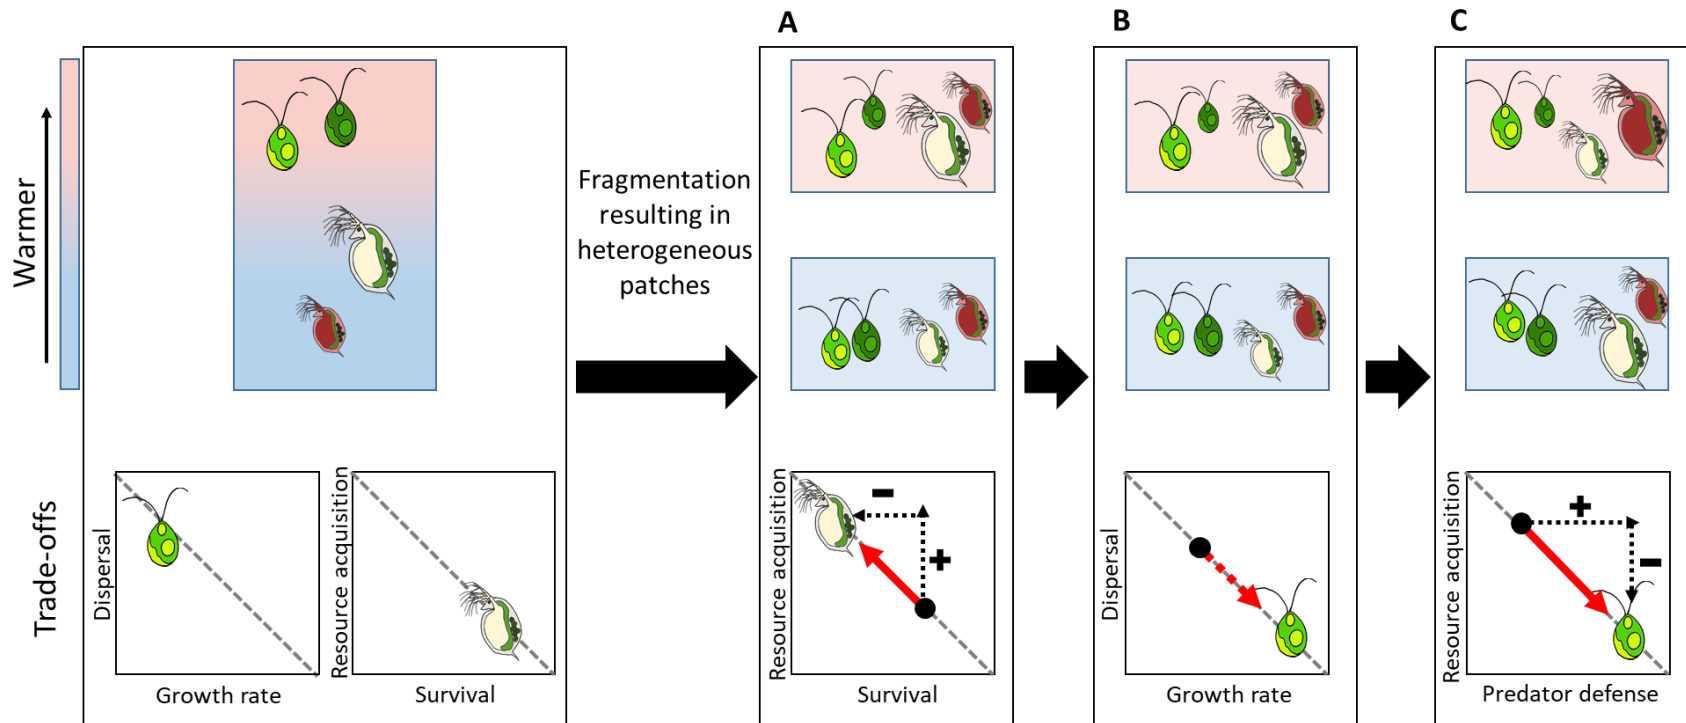 A
B
C
Warmer
Fragmentation
resulting in
heterogeneous
patches
Trade-offs
Dispersal
Growth rate
Resource acquisition
Survival
Resource acquisition
Survival
Dispersal
Growth rate
Resource acquisition
Predator defense